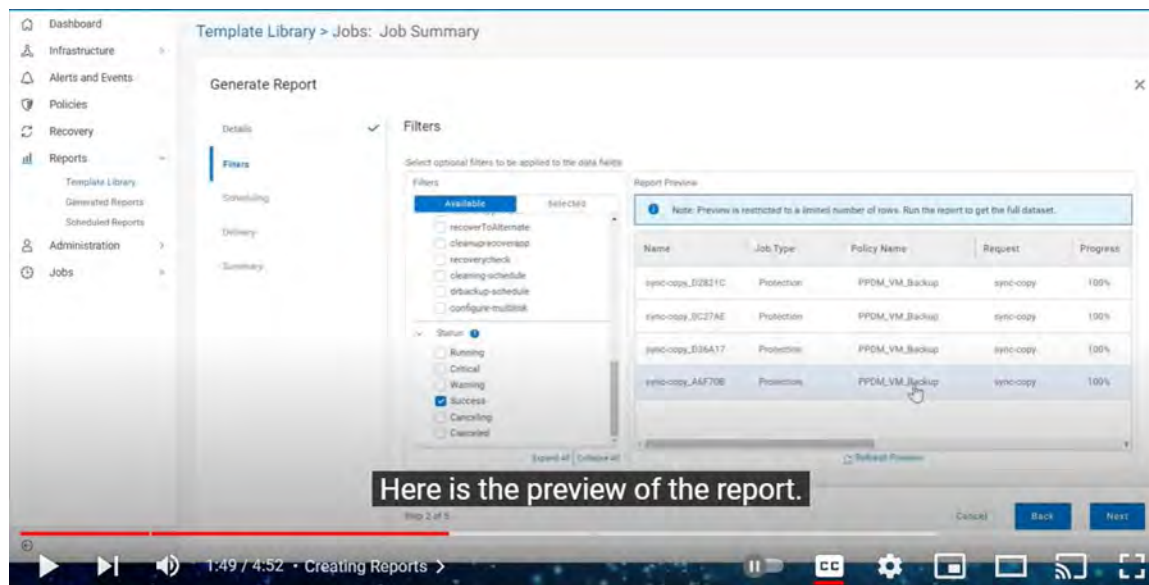 Dashboard
Infrastructure
Alerts and Events
Policies
Recovery
Reports
Template Library
Generated Reports
Scheduled Reports
Administration
Jobs
Template Library > Jobs: Job Summary
Generate Report
Details
Filters
Scheduling
Delivery
Summary
Filters
Select optional filters to be applied to the data fields
Filters
Available Selected
recoverToAlternate
cleanuprecoverapp
recoverycheck
cleaning-schedule
drbackup-schedule
configure-multilink
Status
Running
Critical
Warning
Success
Canceling
Canceled
Expand all Collapse all
Report Preview
Note: Preview is restricted to a limited number of rows. Run the report to get the full dataset.
Name Job Type Policy Name Request Progress
sync-copy_D2821C Protection PPDM_VM_Backup sync-copy 100%
sync-copy_0C27AE Protection PPDM_VM_Backup sync-copy 100%
sync-copy_D36A17 Protection PPDM_VM_Backup sync-copy 100%
sync-copy_A6F70B Protection PPDM_VM_Backup sync-copy 100%
Refresh Preview
Here is the preview of the report.
Step 2 of 5
Cancel Back Next
1:49 / 4:52 • Creating Reports >
CC